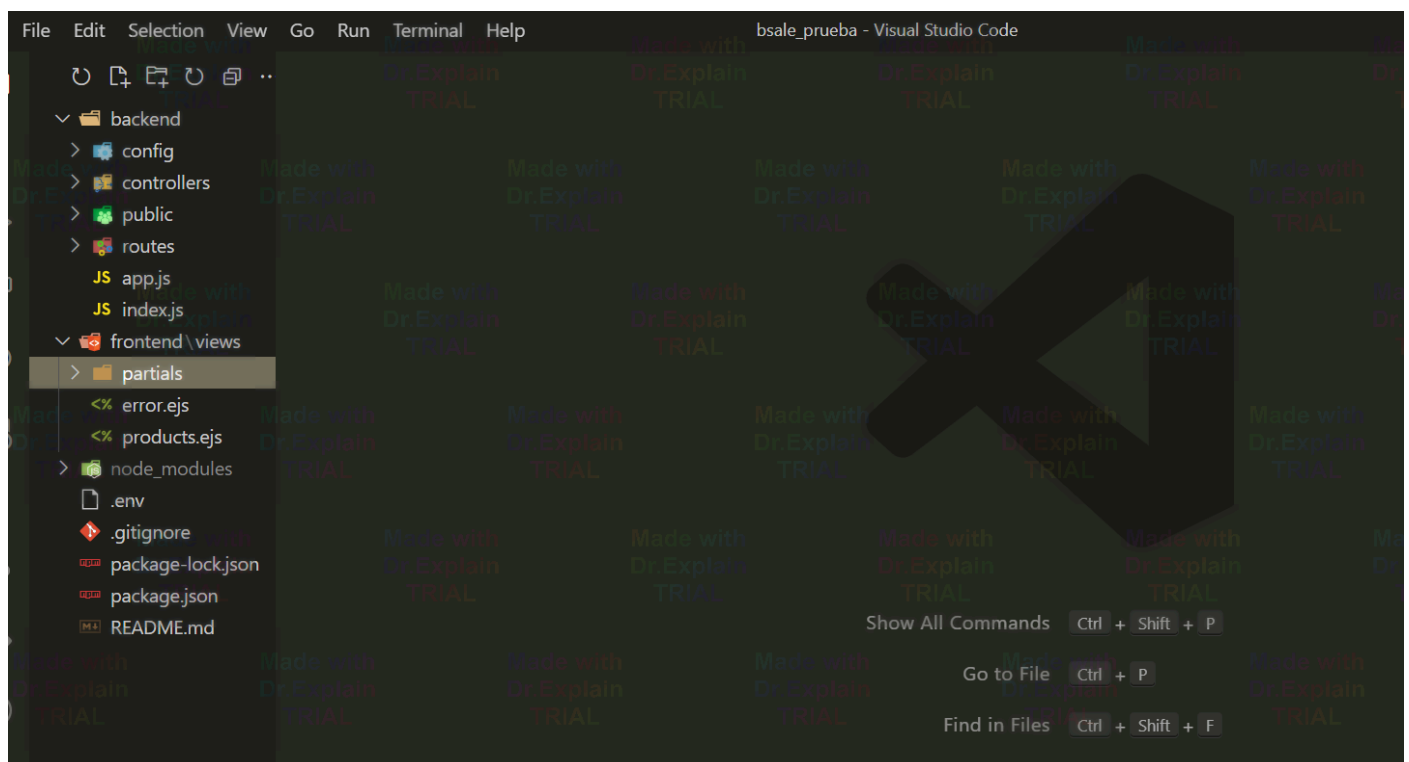 File Edit Selection View Go Run Terminal Help bsale_prueba - Visual Studio Code
backend
config
controllers
public
routes
JS app.js
JS index.js
frontend\views
partials
<% error.ejs
<% products.ejs
node_modules
.env
.gitignore
package-lock.json
package.json
README.md
Show All Commands Ctrl + Shift + P
Go to File Ctrl + P
Find in Files Ctrl + Shift + F
Made with
Dr.Explain
TRIAL